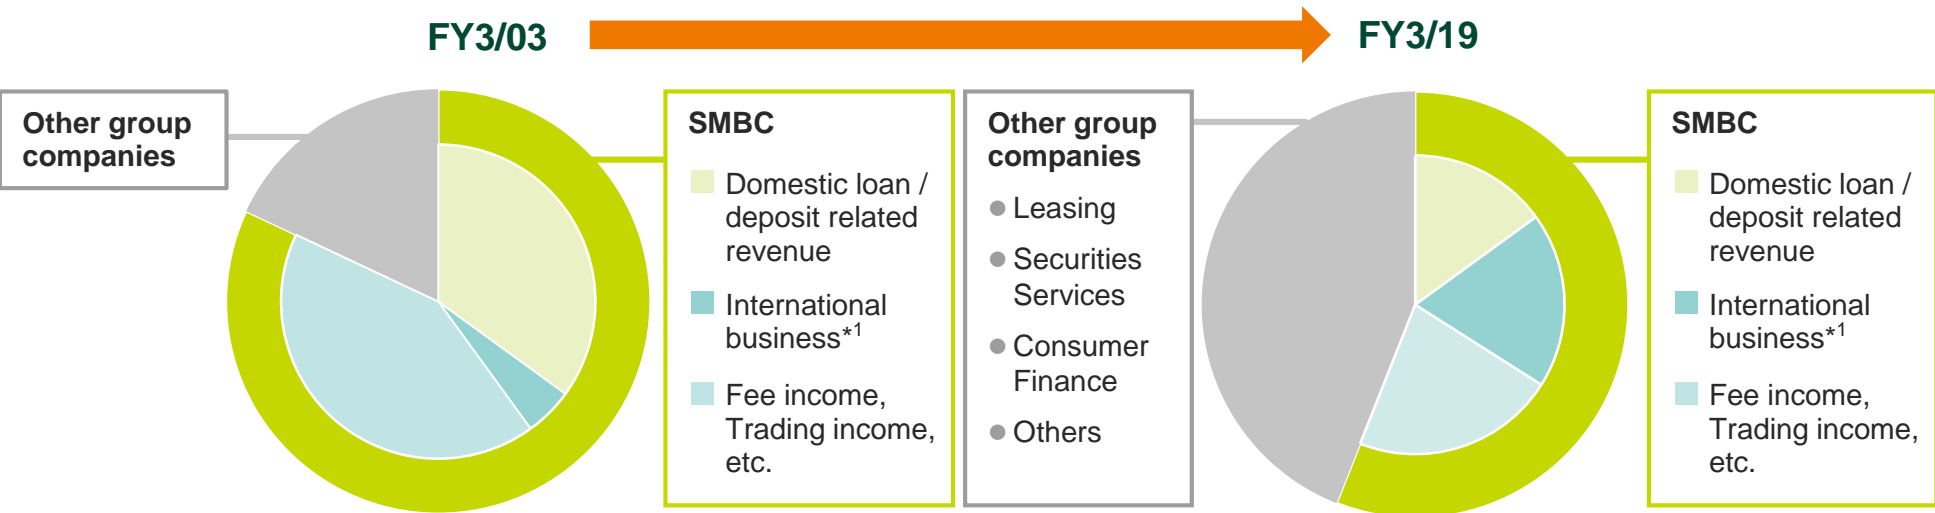 FY3/03
FY3/19
Other group
companies
SMBC
Domestic loan /
deposit related
revenue
International
business*1
Fee income,
Trading income,
etc.
Other group
companies
Leasing
Securities
Services
Consumer
Finance
Others
SMBC
Domestic loan /
deposit related
revenue
International
business*1
Fee income,
Trading income,
etc.